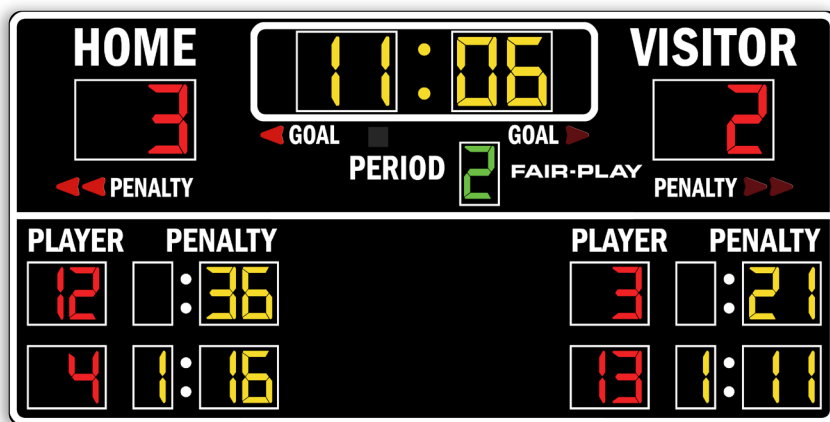 HOME 11:06 VISITOR
3 2
GOAL GOAL
PERIOD 2 FAIR-PLAY
PENALTY PENALTY
PLAYER PENALTY PLAYER PENALTY
12 :36 3 :21
4 1:16 13 1:11